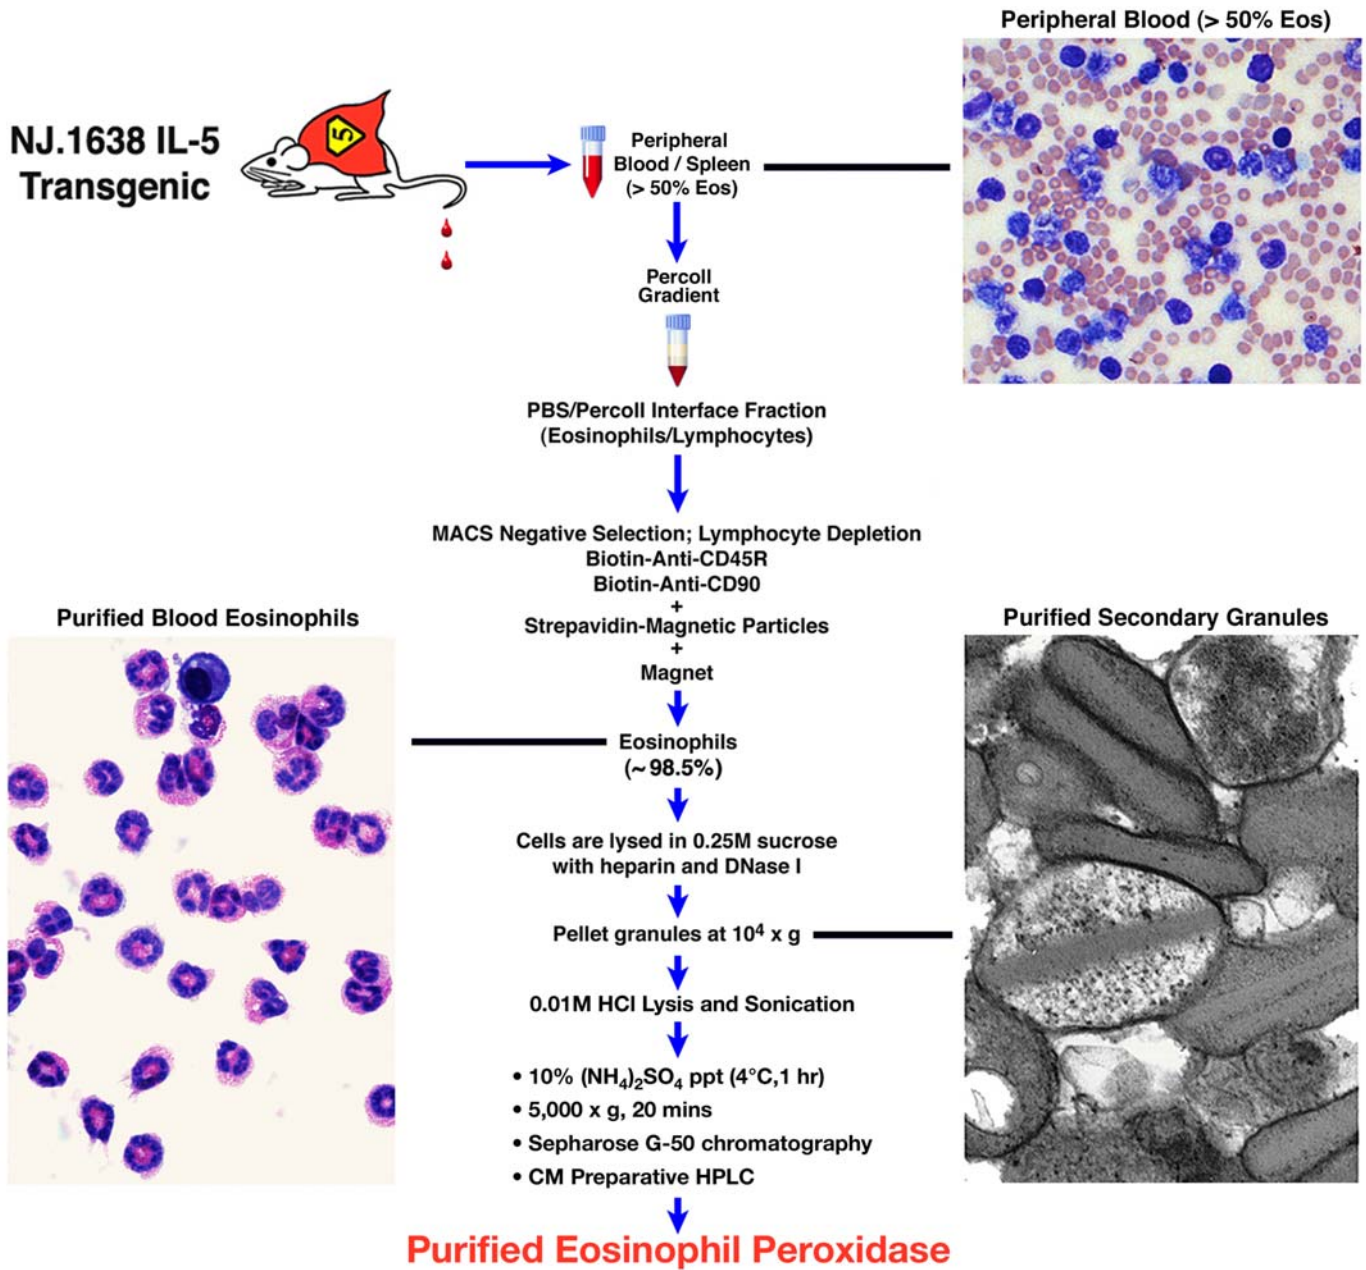 Peripheral Blood (> 50% Eos)
NJ.1638 IL-5
Transgenic
5
Peripheral
Blood / Spleen
(> 50% Eos)
Percoll
Gradient
PBS/Percoll Interface Fraction
(Eosinophils/Lymphocytes)
MACS Negative Selection; Lymphocyte Depletion
Biotin-Anti-CD45R
Biotin-Anti-CD90
+
Strepavidin-Magnetic Particles
+
Magnet
Purified Blood Eosinophils
Purified Secondary Granules
Eosinophils
(~ 98.5%)
Cells are lysed in 0.25M sucrose
with heparin and DNase I
Pellet granules at 10⁴ x g
0.01M HCl Lysis and Sonication
• 10% (NH₄)₂SO₄ ppt (4°C,1 hr)
• 5,000 x g, 20 mins
• Sepharose G-50 chromatography
• CM Preparative HPLC
Purified Eosinophil Peroxidase